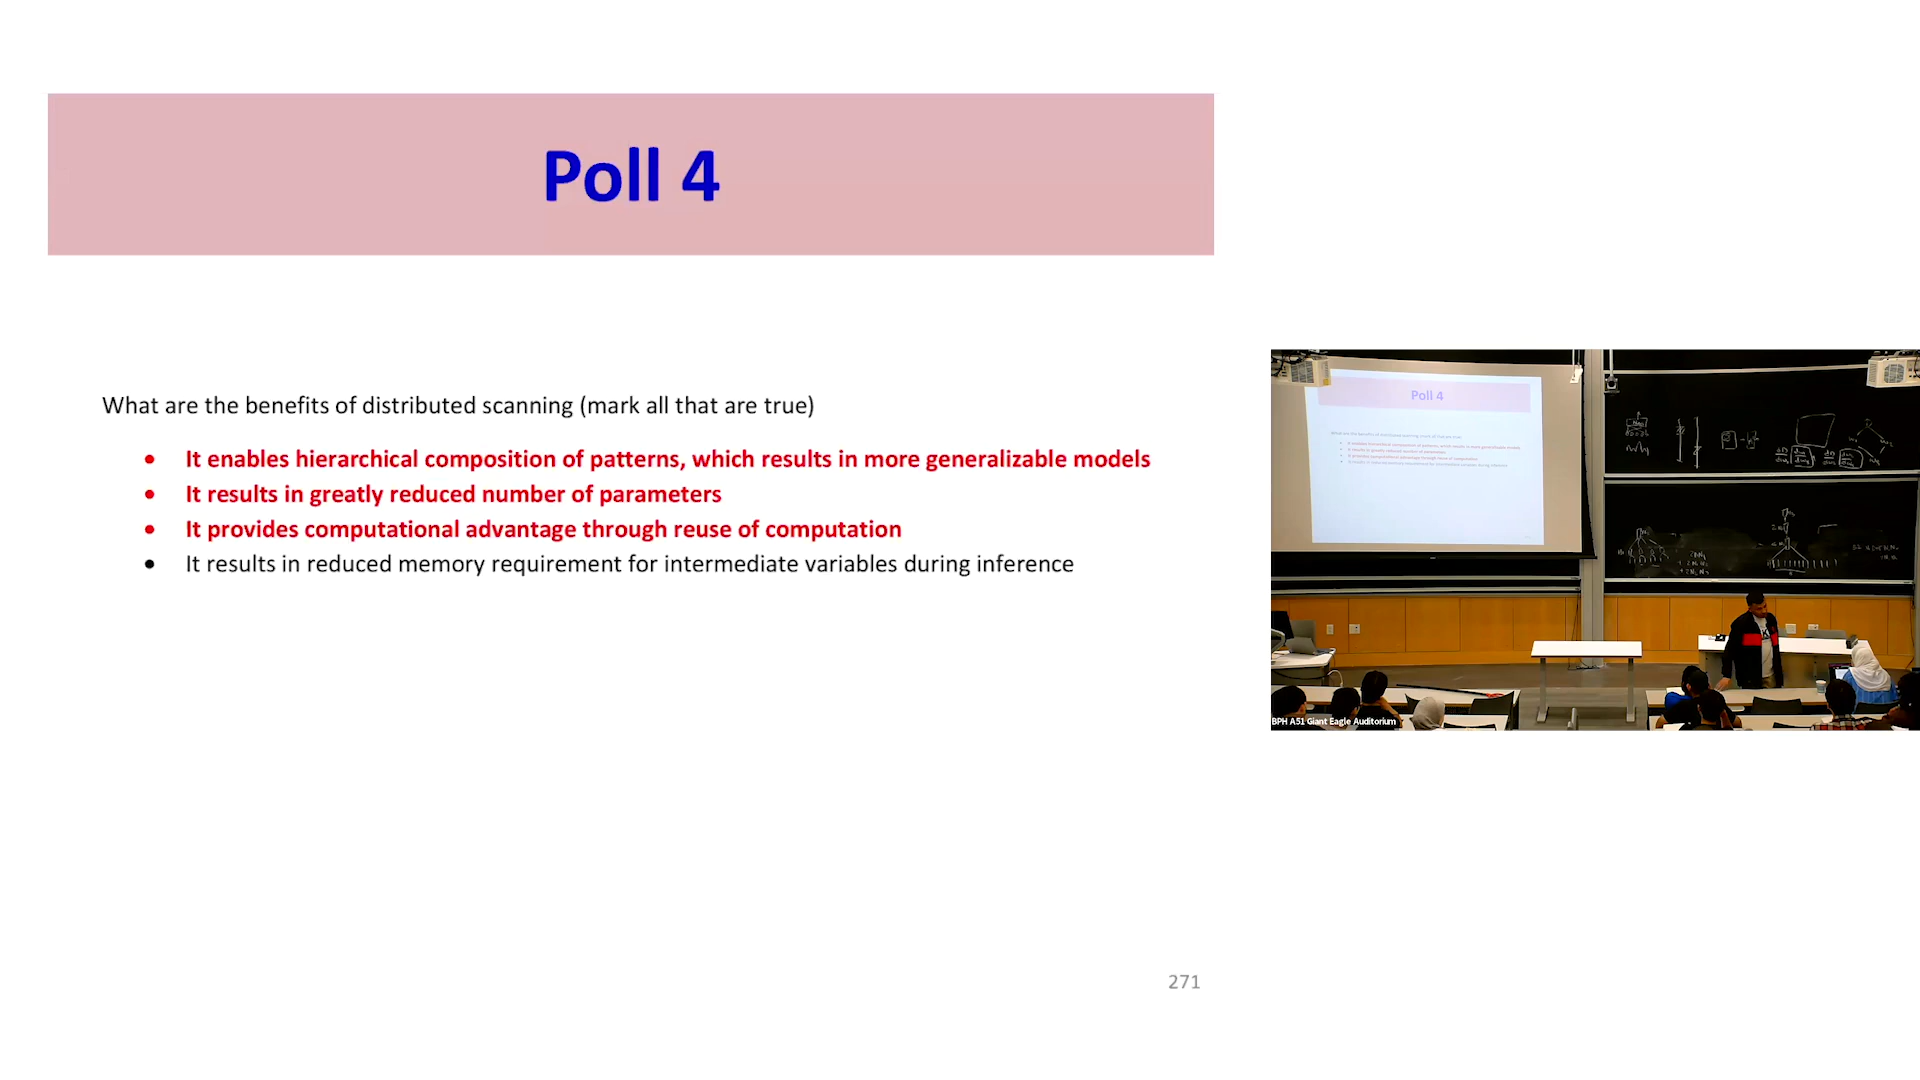 Poll 4
What are the benefits of distributed scanning (mark all that are true)
• It enables hierarchical composition of patterns, which results in more generalizable models
• It results in greatly reduced number of parameters
• It provides computational advantage through reuse of computation
• It results in reduced memory requirement for intermediate variables during inference
271
Poll 4
BPH A51 Giant Eagle Auditorium